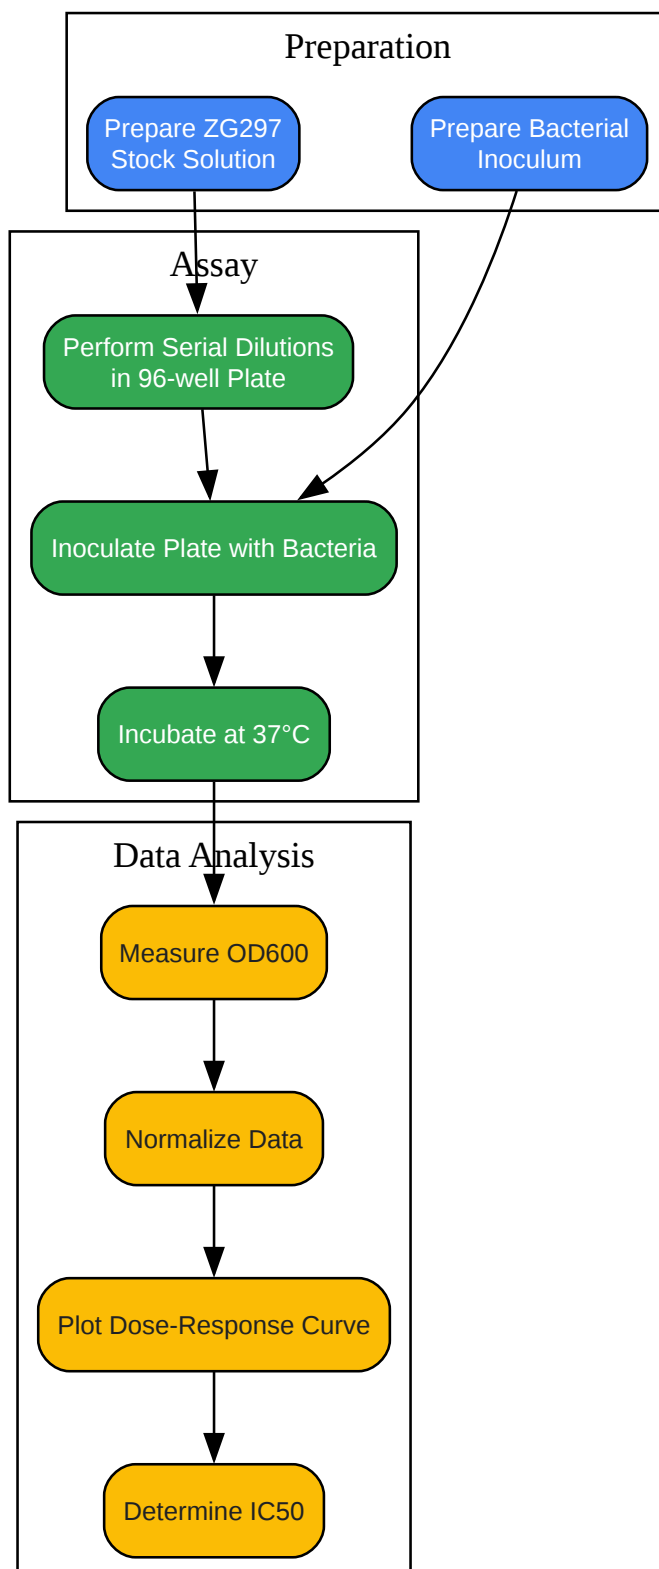 Preparation
Prepare ZG297
Stock Solution
Prepare Bacterial
Inoculum
Assay
Perform Serial Dilutions
in 96-well Plate
Inoculate Plate with Bacteria
Incubate at 37°C
Data Analysis
Measure OD600
Normalize Data
Plot Dose-Response Curve
Determine IC50